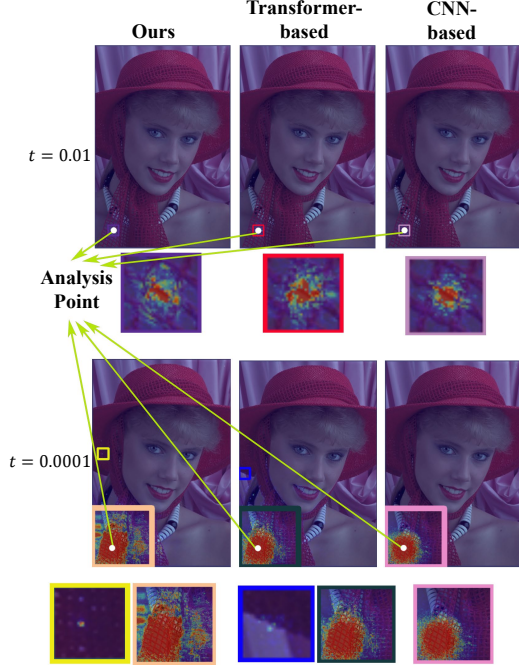 Ours
Transformer-
based
CNN-
based
t = 0.01
Analysis
Point
t = 0.0001